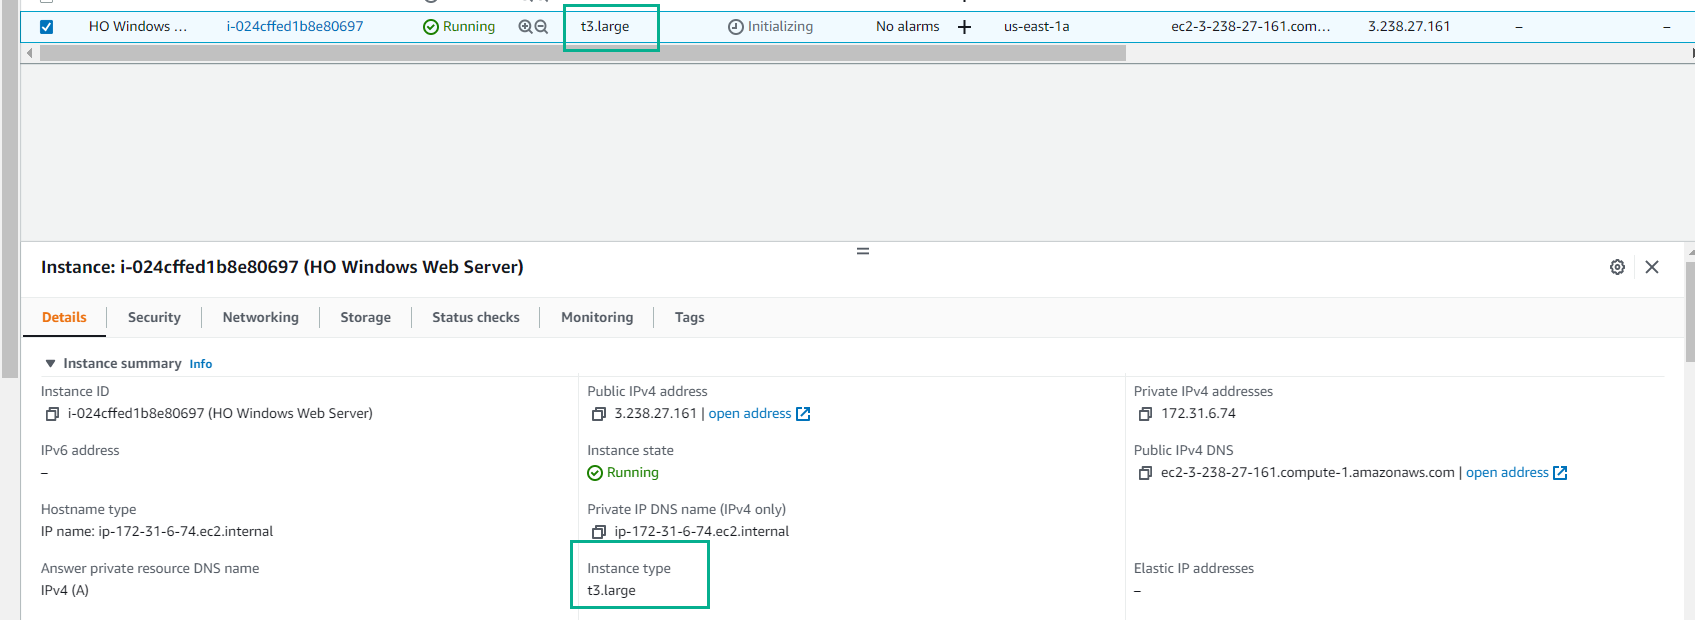 HO Windows ... i-024cffed1b8e80697 Running t3.large Initializing No alarms + us-east-1a ec2-3-238-27-161.com... 3.238.27.161 – –
Instance: i-024cffed1b8e80697 (HO Windows Web Server)
Details Security Networking Storage Status checks Monitoring Tags
Instance summary Info
Instance ID Public IPv4 address Private IPv4 addresses
i-024cffed1b8e80697 (HO Windows Web Server) 3.238.27.161 | open address 172.31.6.74
IPv6 address Instance state Public IPv4 DNS
– Running ec2-3-238-27-161.compute-1.amazonaws.com | open address
Hostname type Private IP DNS name (IPv4 only)
IP name: ip-172-31-6-74.ec2.internal ip-172-31-6-74.ec2.internal
Answer private resource DNS name Instance type Elastic IP addresses
IPv4 (A) t3.large –